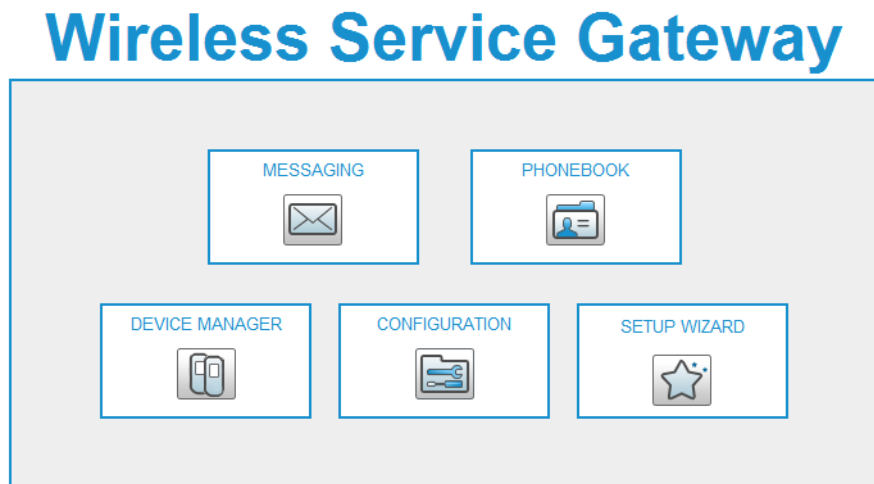 Wireless Service Gateway
MESSAGING
PHONEBOOK
DEVICE MANAGER
CONFIGURATION
SETUP WIZARD